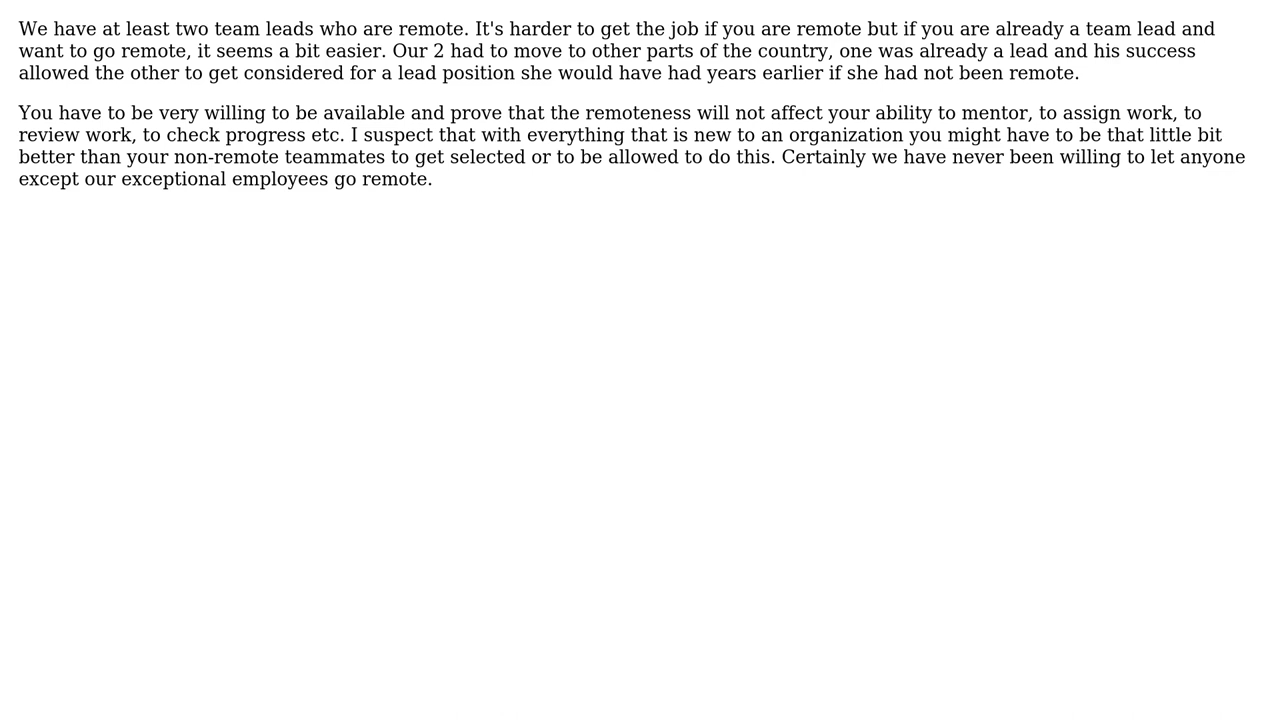 We have at least two team leads who are remote. It's harder to get the job if you are remote but if you are already a team lead and
want to go remote, it seems a bit easier. Our 2 had to move to other parts of the country, one was already a lead and his success
allowed the other to get considered for a lead position she would have had years earlier if she had not been remote.
You have to be very willing to be available and prove that the remoteness will not affect your ability to mentor, to assign work, to
review work, to check progress etc. I suspect that with everything that is new to an organization you might have to be that little bit
better than your non-remote teammates to get selected or to be allowed to do this. Certainly we have never been willing to let anyone
except our exceptional employees go remote.